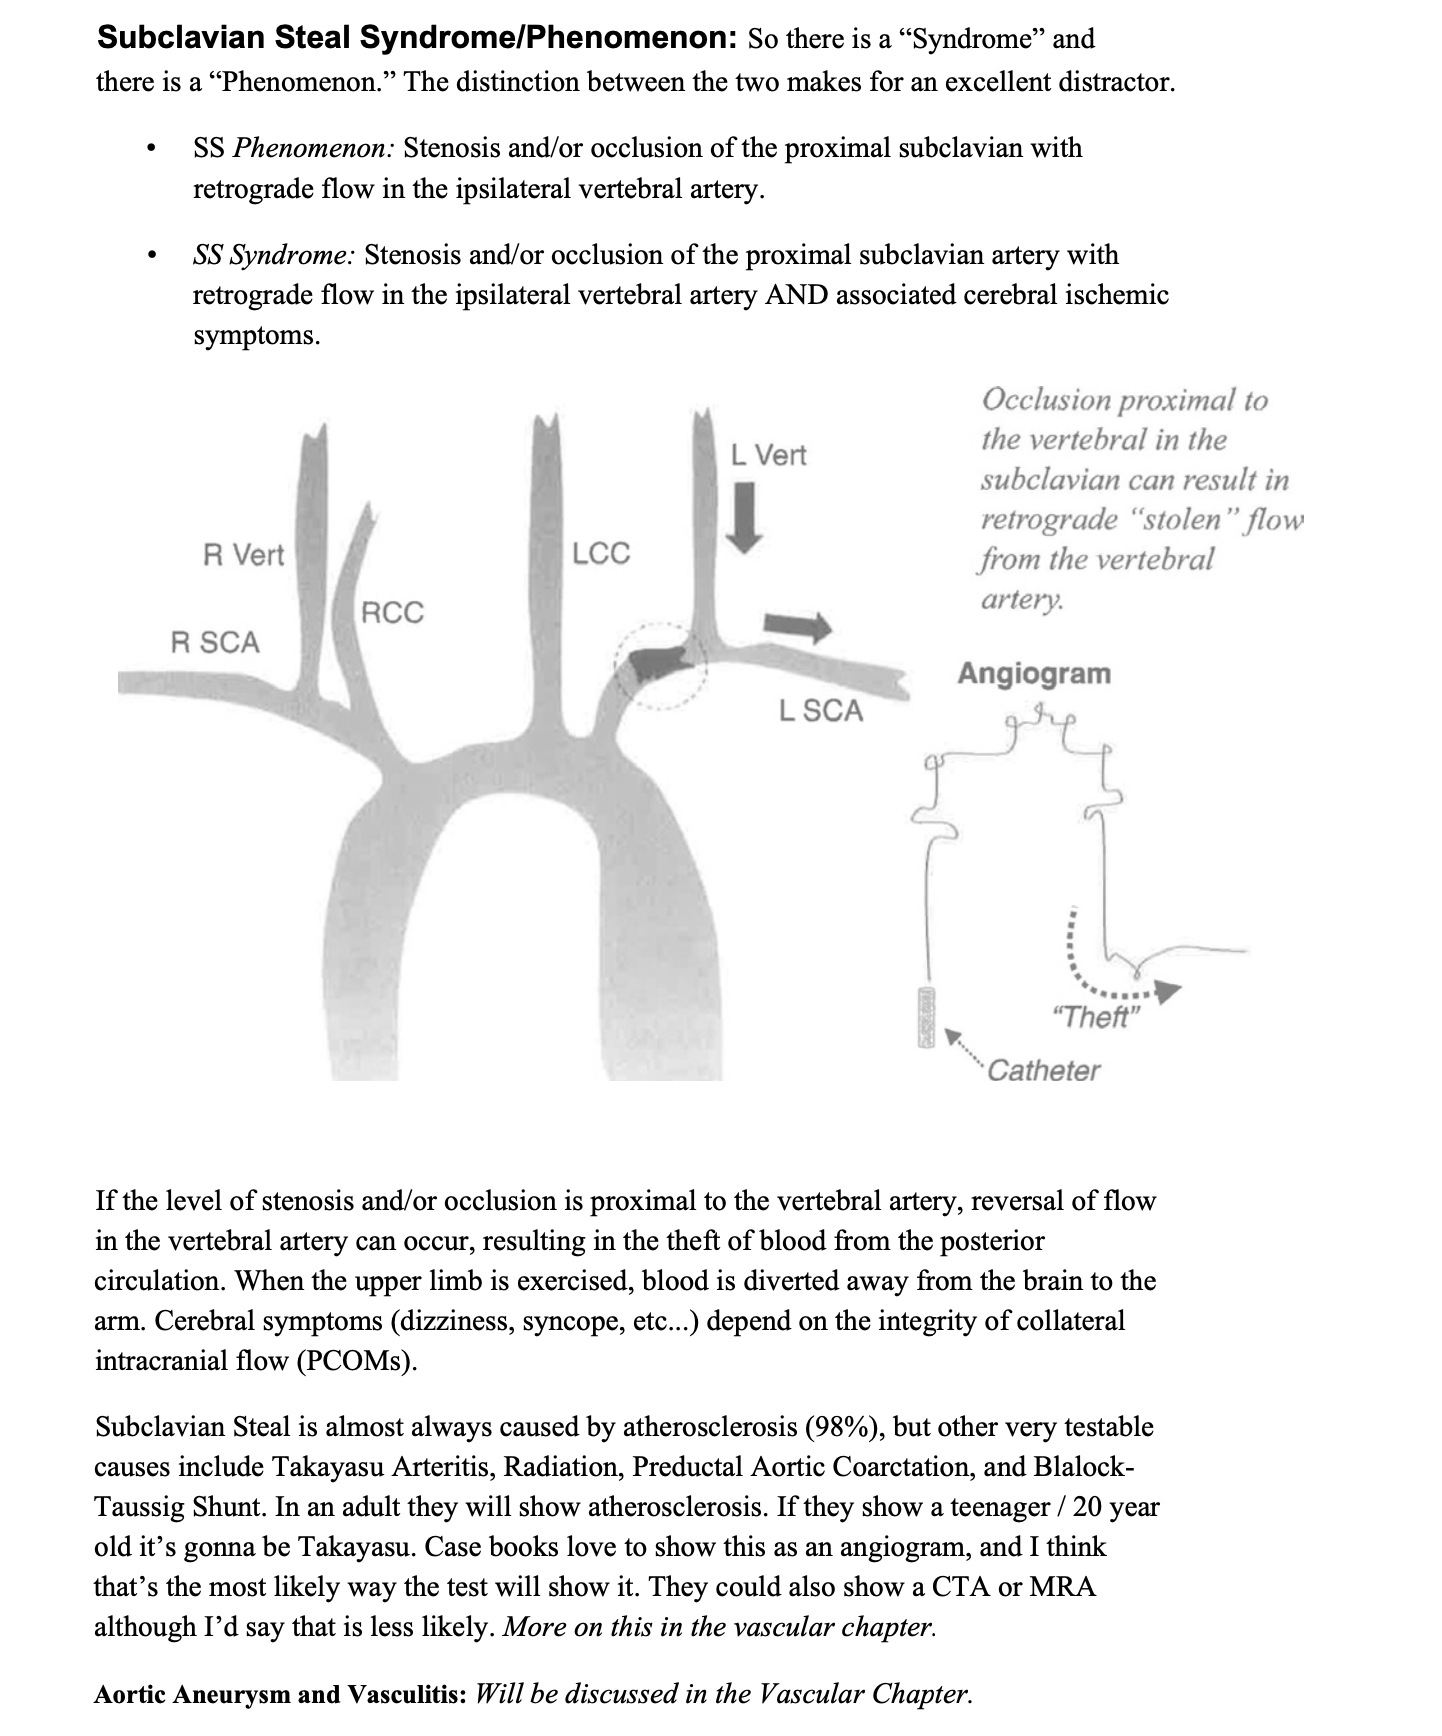 Subclavian Steal Syndrome/Phenomenon: So there is a “Syndrome” and
there is a “Phenomenon.” The distinction between the two makes for an excellent distractor.
• SS Phenomenon: Stenosis and/or occlusion of the proximal subclavian with
retrograde flow in the ipsilateral vertebral artery.
• SS Syndrome: Stenosis and/or occlusion of the proximal subclavian artery with
retrograde flow in the ipsilateral vertebral artery AND associated cerebral ischemic
symptoms.
R Vert
RCC
R SCA
LCC
L Vert
L SCA
Occlusion proximal to
the vertebral in the
subclavian can result in
retrograde “stolen” flow
from the vertebral
artery.
Angiogram
“Theft”
Catheter
If the level of stenosis and/or occlusion is proximal to the vertebral artery, reversal of flow
in the vertebral artery can occur, resulting in the theft of blood from the posterior
circulation. When the upper limb is exercised, blood is diverted away from the brain to the
arm. Cerebral symptoms (dizziness, syncope, etc...) depend on the integrity of collateral
intracranial flow (PCOMs).
Subclavian Steal is almost always caused by atherosclerosis (98%), but other very testable
causes include Takayasu Arteritis, Radiation, Preductal Aortic Coarctation, and Blalock-
Taussig Shunt. In an adult they will show atherosclerosis. If they show a teenager / 20 year
old it’s gonna be Takayasu. Case books love to show this as an angiogram, and I think
that’s the most likely way the test will show it. They could also show a CTA or MRA
although I’d say that is less likely. More on this in the vascular chapter.
Aortic Aneurysm and Vasculitis: Will be discussed in the Vascular Chapter.